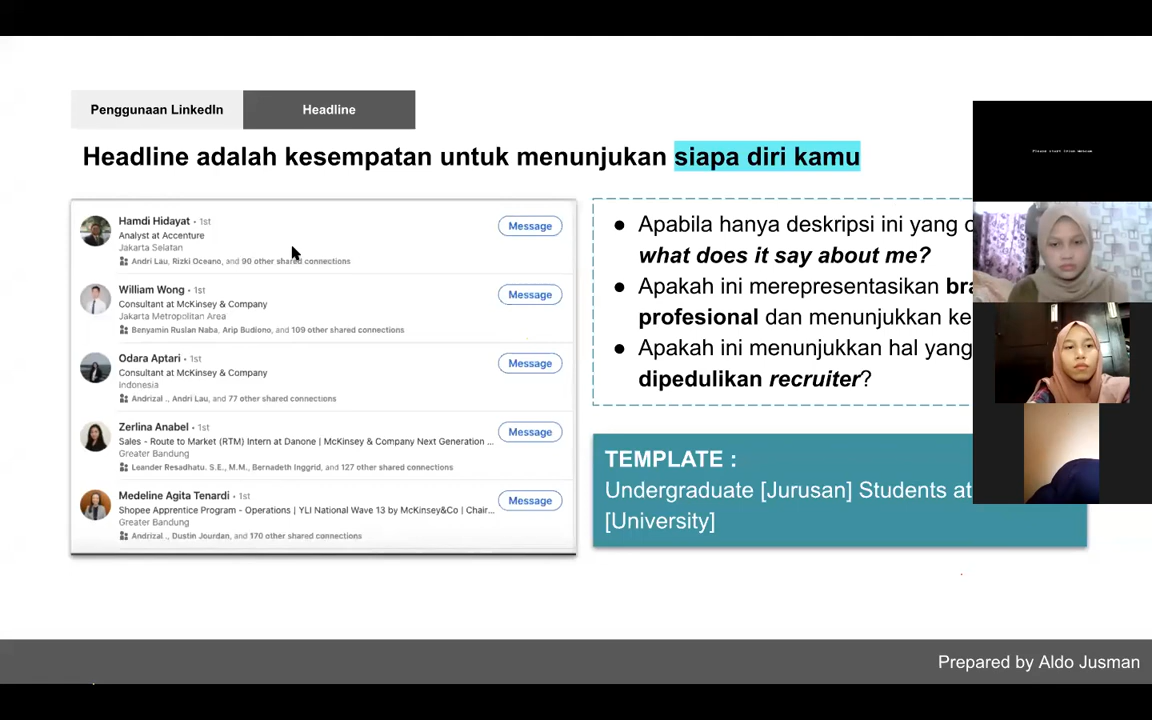 Penggunaan LinkedIn
Headline
Headline adalah kesempatan untuk menunjukan siapa diri kamu
Hamdi Hidayat • 1st
Analyst at Accenture
Jakarta Selatan
Andri Lau, Rizki Oceano, and 90 other shared connections
Message
William Wong • 1st
Consultant at McKinsey & Company
Jakarta Metropolitan Area
Benyamin Ruslan Naba, Arip Budiono, and 109 other shared connections
Message
Odara Aptari • 1st
Consultant at McKinsey & Company
Indonesia
Andrizal ., Andri Lau, and 77 other shared connections
Message
Zerlina Anabel • 1st
Sales - Route to Market (RTM) Intern at Danone | McKinsey & Company Next Generation ...
Greater Bandung
Leander Resadhatu. S.E., M.M., Bernadeth Inggrid, and 127 other shared connections
Message
Medeline Agita Tenardi • 1st
Shopee Apprentice Program - Operations | YLI National Wave 13 by McKinsey&Co | Chair...
Greater Bandung
Andrizal ., Dustin Jourdan, and 170 other shared connections
Message
● Apabila hanya deskripsi ini yang
what does it say about me?
● Apakah ini merepresentasikan bra
profesional dan menunjukkan ke
● Apakah ini menunjukkan hal yang
dipedulikan recruiter?
TEMPLATE :
Undergraduate [Jurusan] Students at
[University]
Prepared by Aldo Jusman